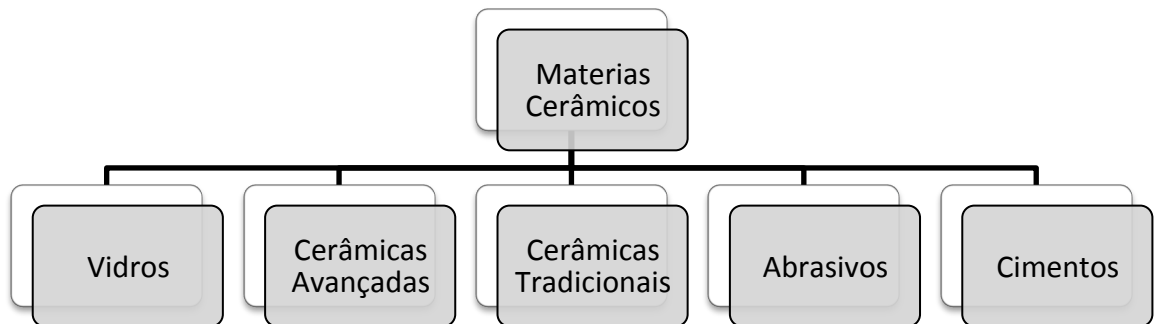 Materias
Cerâmicos
Vidros
Cerâmicas
Avançadas
Cerâmicas
Tradicionais
Abrasivos
Cimentos